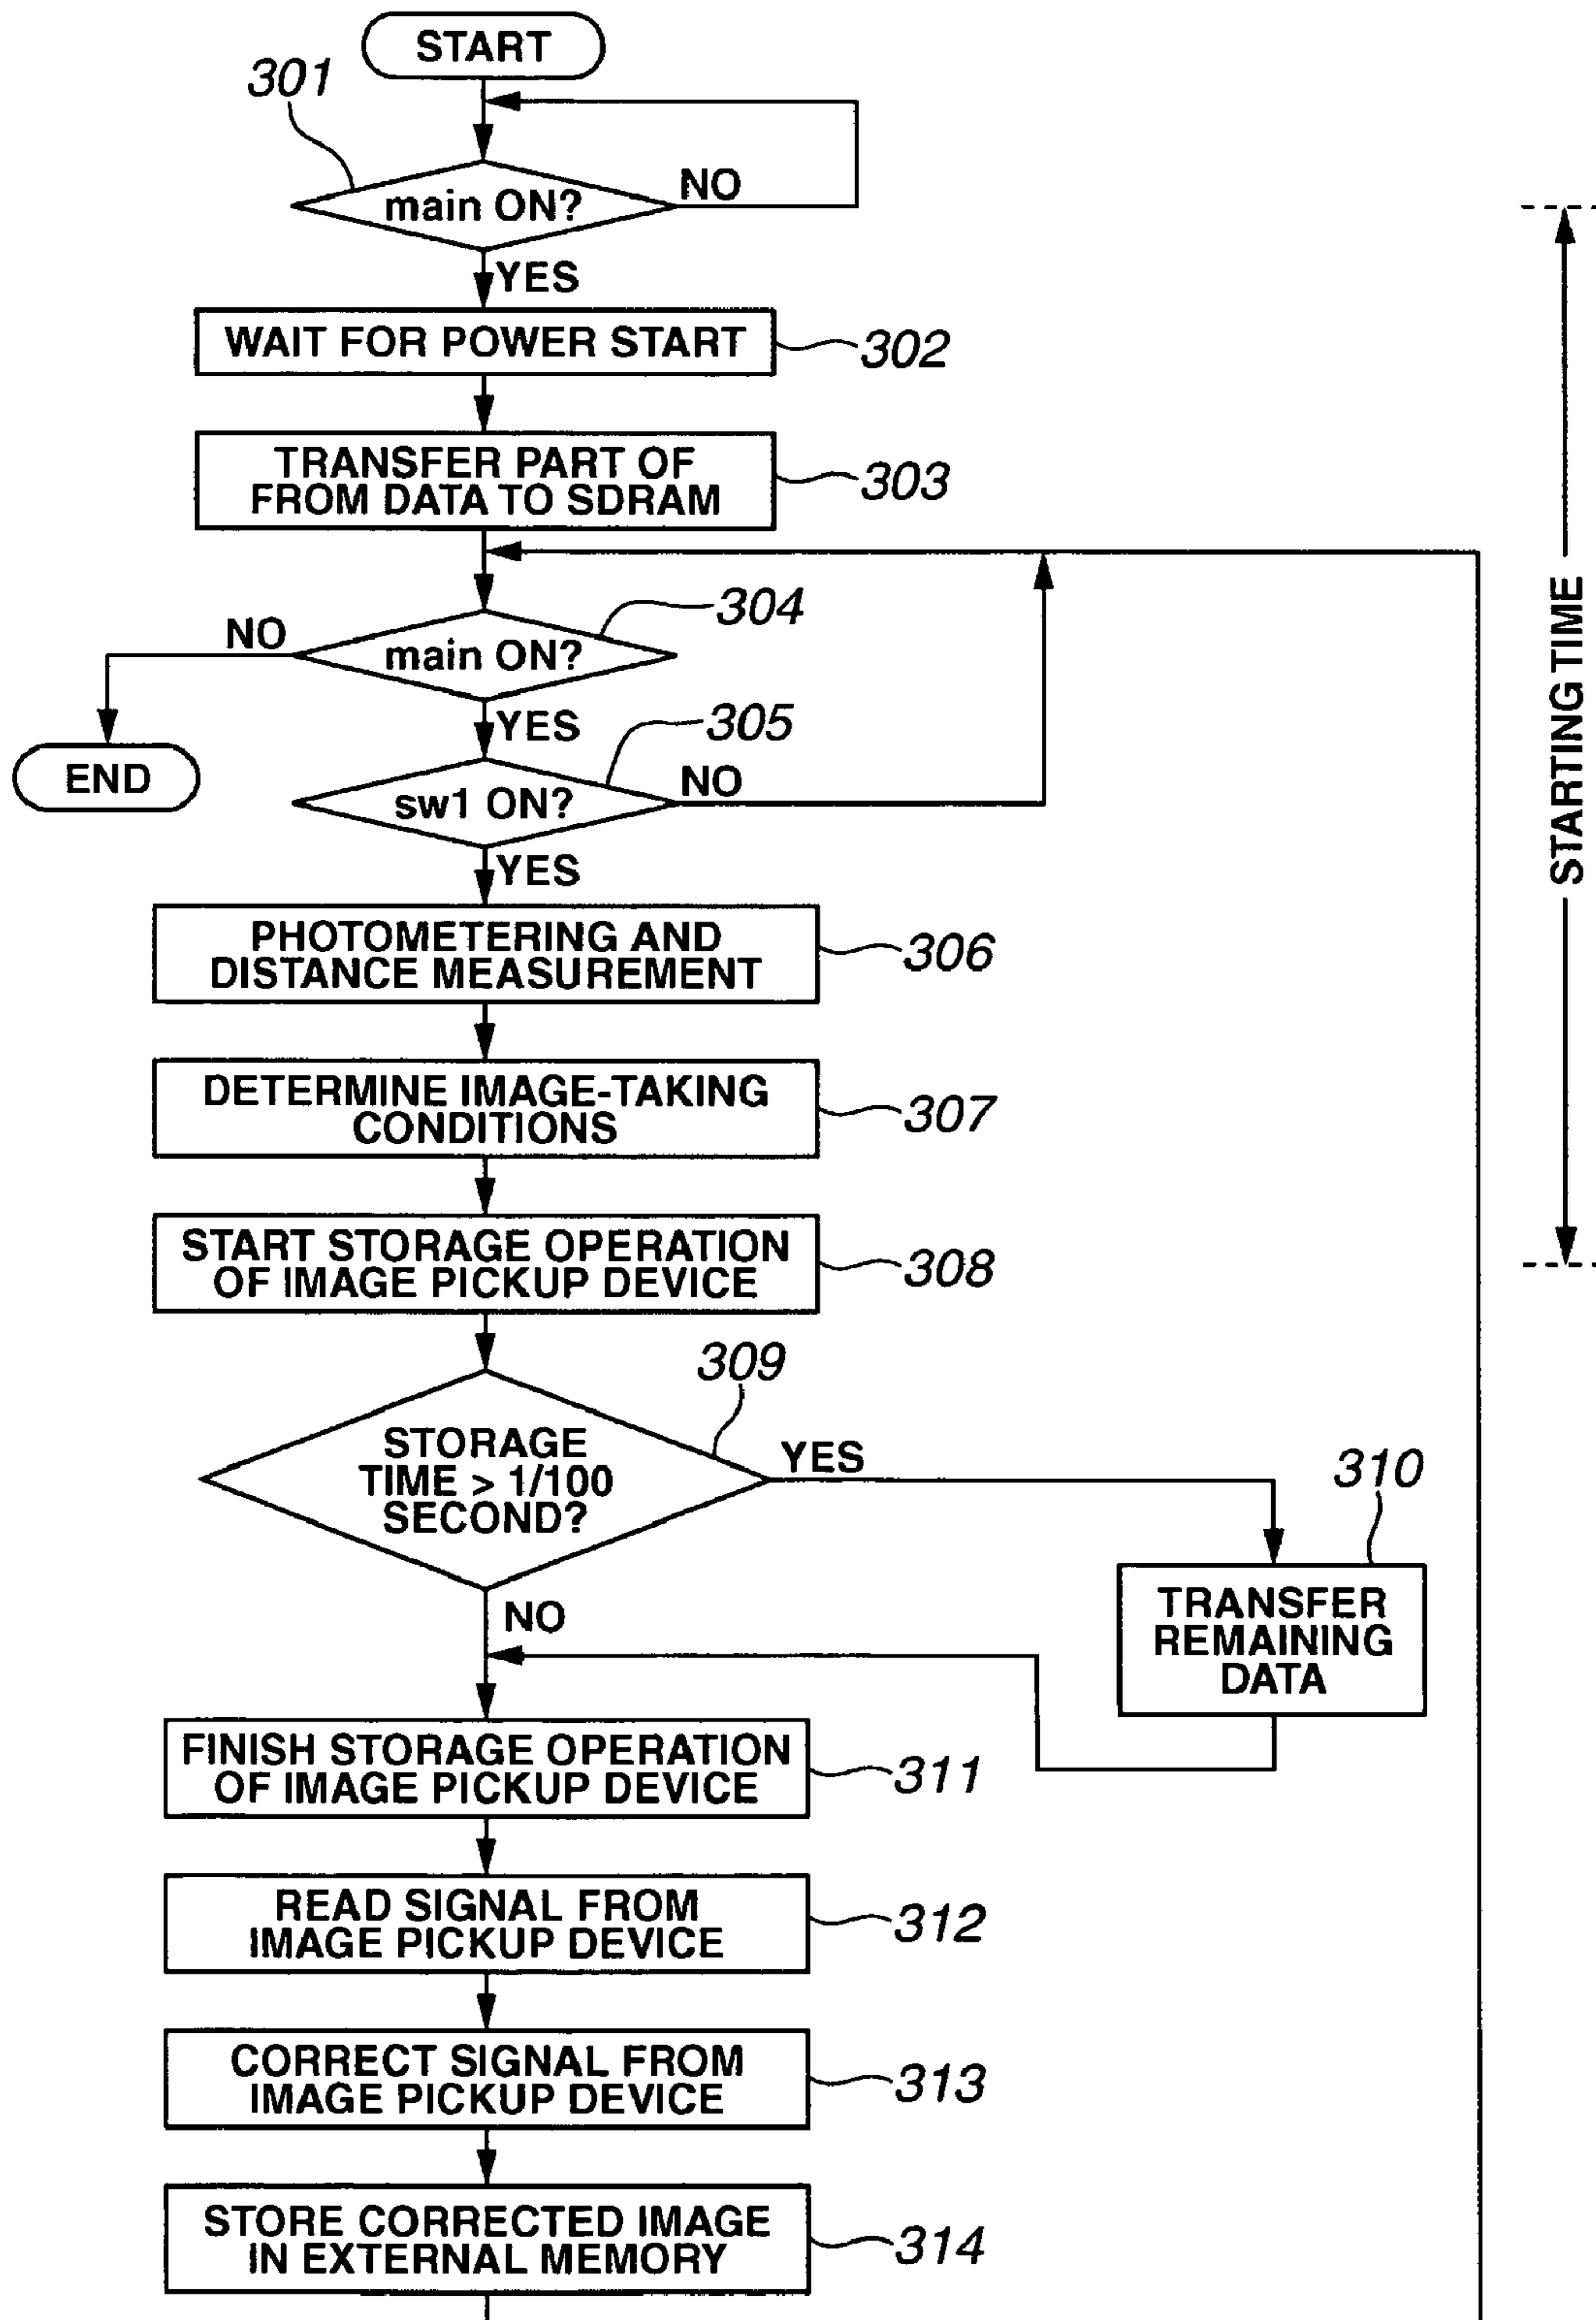 START
301
main ON?
NO
YES
WAIT FOR POWER START
302
TRANSFER PART OF
FROM DATA TO SDRAM
303
304
NO
main ON?
YES
305
END
sw1 ON?
NO
YES
STARTING TIME
PHOTOMETERING AND
DISTANCE MEASUREMENT
306
DETERMINE IMAGE-TAKING
CONDITIONS
307
START STORAGE OPERATION
OF IMAGE PICKUP DEVICE
308
309
STORAGE
TIME > 1/100
SECOND?
YES
310
NO
TRANSFER
REMAINING
DATA
FINISH STORAGE OPERATION
OF IMAGE PICKUP DEVICE
311
READ SIGNAL FROM
IMAGE PICKUP DEVICE
312
CORRECT SIGNAL FROM
IMAGE PICKUP DEVICE
313
STORE CORRECTED IMAGE
IN EXTERNAL MEMORY
314